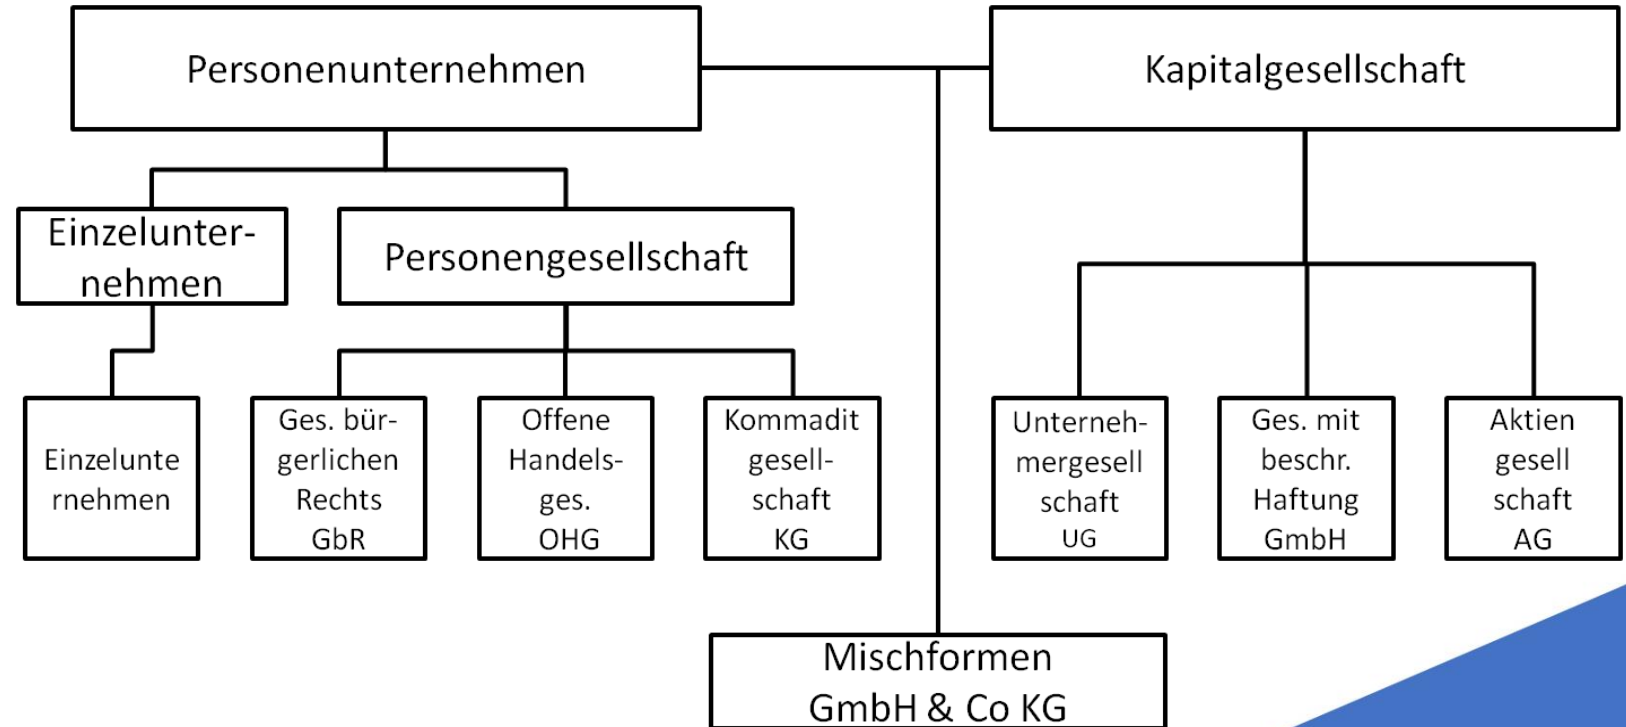 Personenunternehmen
Kapitalgesellschaft
Einzelunter-
nehmen
Personengesellschaft
Einzelunte
rnehmen
Ges. bür-
gerlichen
Rechts
GbR
Offene
Handels-
ges.
OHG
Kommadit
gesell-
schaft
KG
Unterneh-
mergesell
schaft
UG
Ges. mit
beschr.
Haftung
GmbH
Aktien
gesell
schaft
AG
Mischformen
GmbH & Co KG